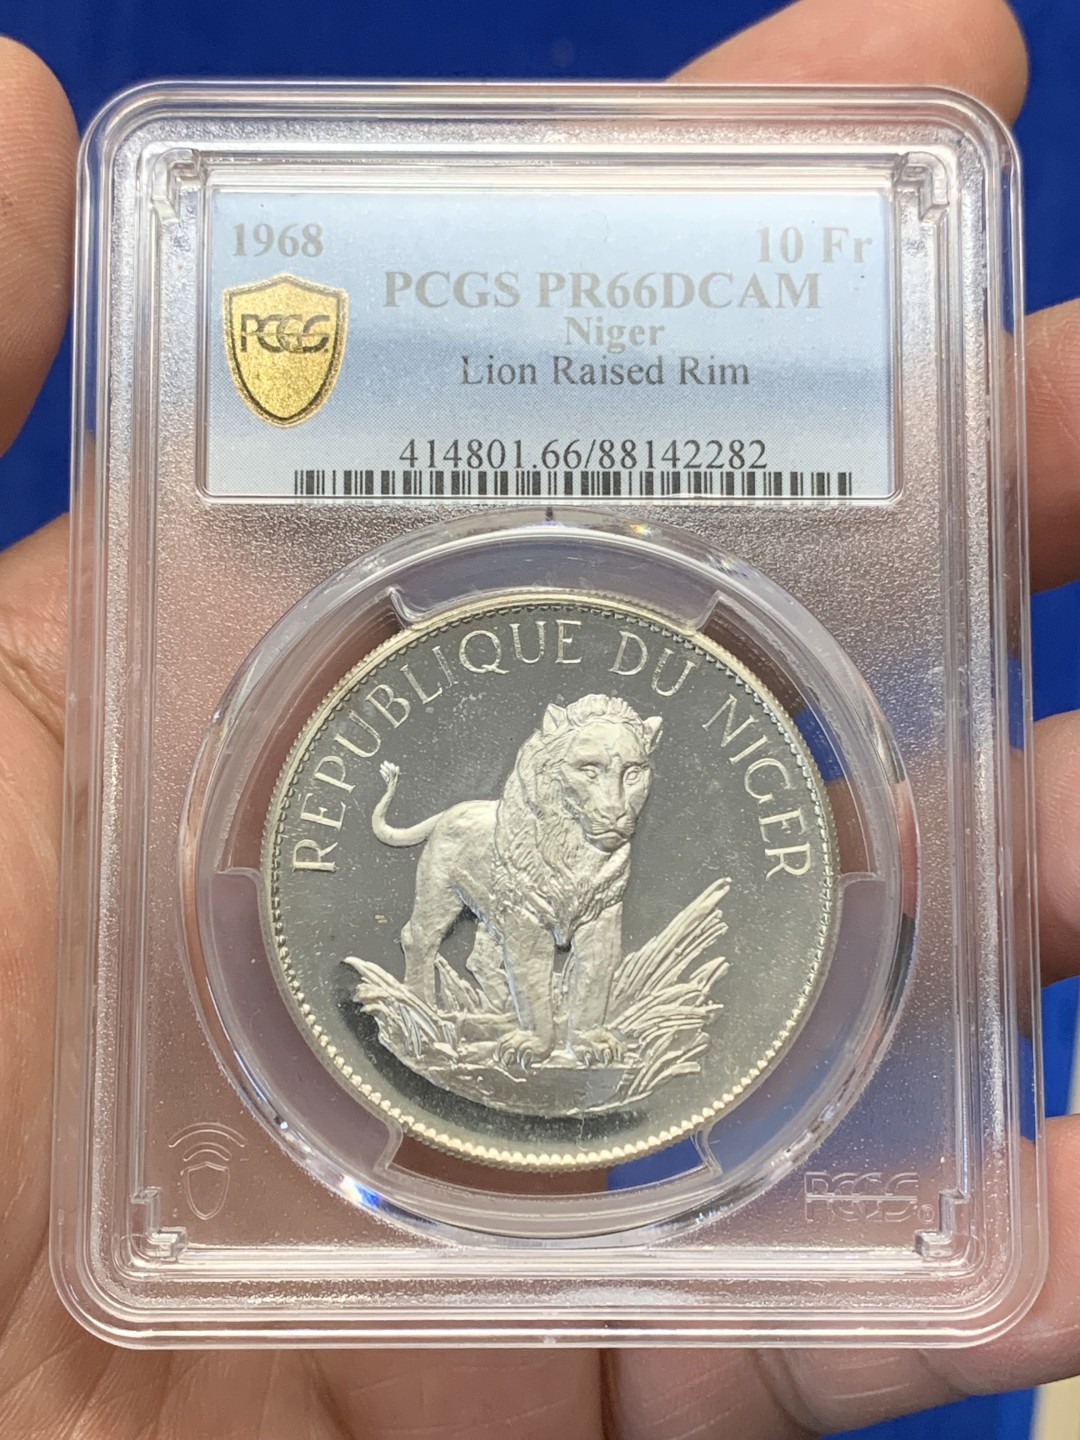 1968 10 Fr
PCGS PR66DCAM
PCGS
Niger
Lion Raised Rim
414801.66/88142282
REPUBLIQUE DU NIGER
PCGS